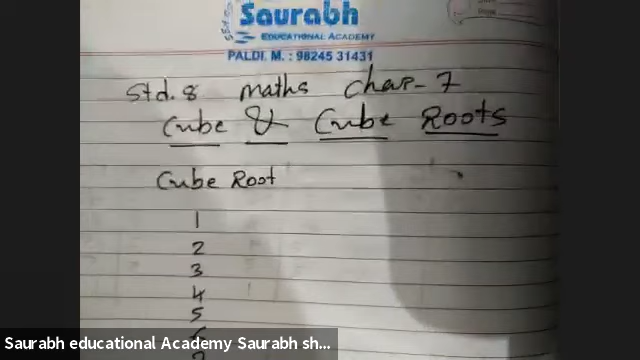 Saurabh
EDUCATIONAL ACADEMY
PALDI. M. : 98245 31431
Std. 8 maths chap-7
Cube & Cube Roots
Cube Root
1
2
3
4
5
6
Saurabh educational Academy Saurabh sh...